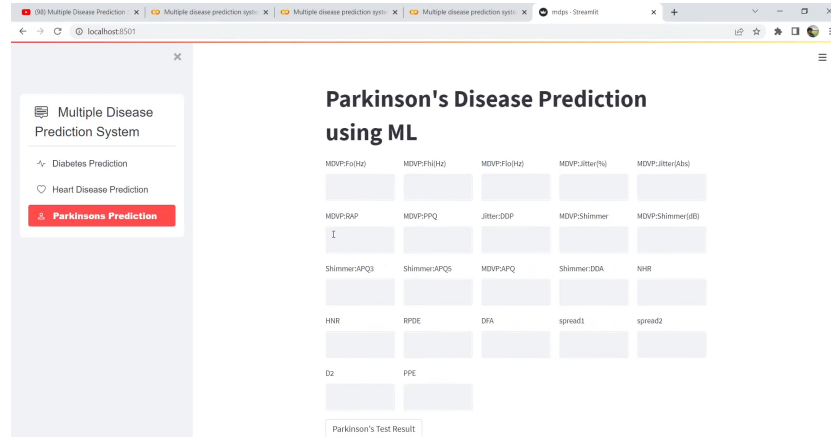 (98) Multiple Disease Prediction
Multiple disease prediction syste
Multiple disease prediction syste
Multiple disease prediction syste
mdps · Streamlit
localhost:8501
Multiple Disease
Prediction System
Diabetes Prediction
Heart Disease Prediction
Parkinsons Prediction
Parkinson's Disease Prediction
using ML
MDVP:Fo(Hz) MDVP:Fhi(Hz) MDVP:Flo(Hz) MDVP:Jitter(%) MDVP:Jitter(Abs)
MDVP:RAP MDVP:PPQ Jitter:DDP MDVP:Shimmer MDVP:Shimmer(dB)
Shimmer:APQ3 Shimmer:APQ5 MDVP:APQ Shimmer:DDA NHR
HNR RPDE DFA spread1 spread2
D2 PPE
Parkinson's Test Result